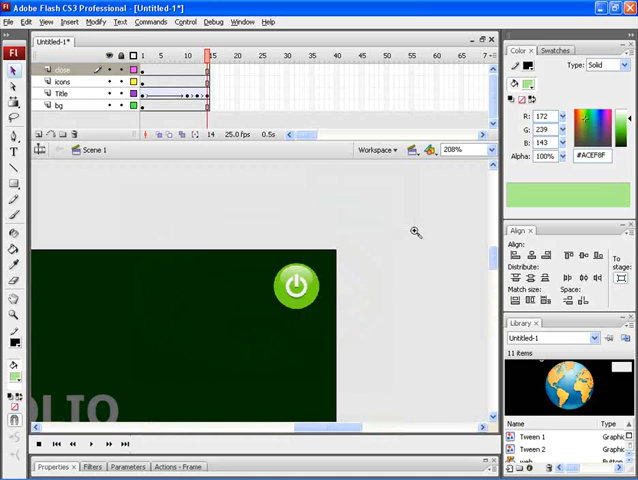 Adobe Flash CS3 Professional - [Untitled-1*]
File Edit View Insert Modify Text Commands Control Debug Window Help
Untitled-1*
1 5 10 15 20 25 30 35 40 45 50 55 60 65 7
close
icons
Title
bg
14 25.0 fps 0.5s
Scene 1
Workspace
208%
OLIO
Properties Filters Parameters Actions - Frame
Color Swatches
Type: Solid
R: 172
G: 239
B: 143
Alpha: 100% #ACEF8F
Align
Align:
Distribute:
Match size: Space:
To stage:
Library
Untitled-1
11 items
Name Type
Tween 1 Graphic
Tween 2 Graphic
web Button